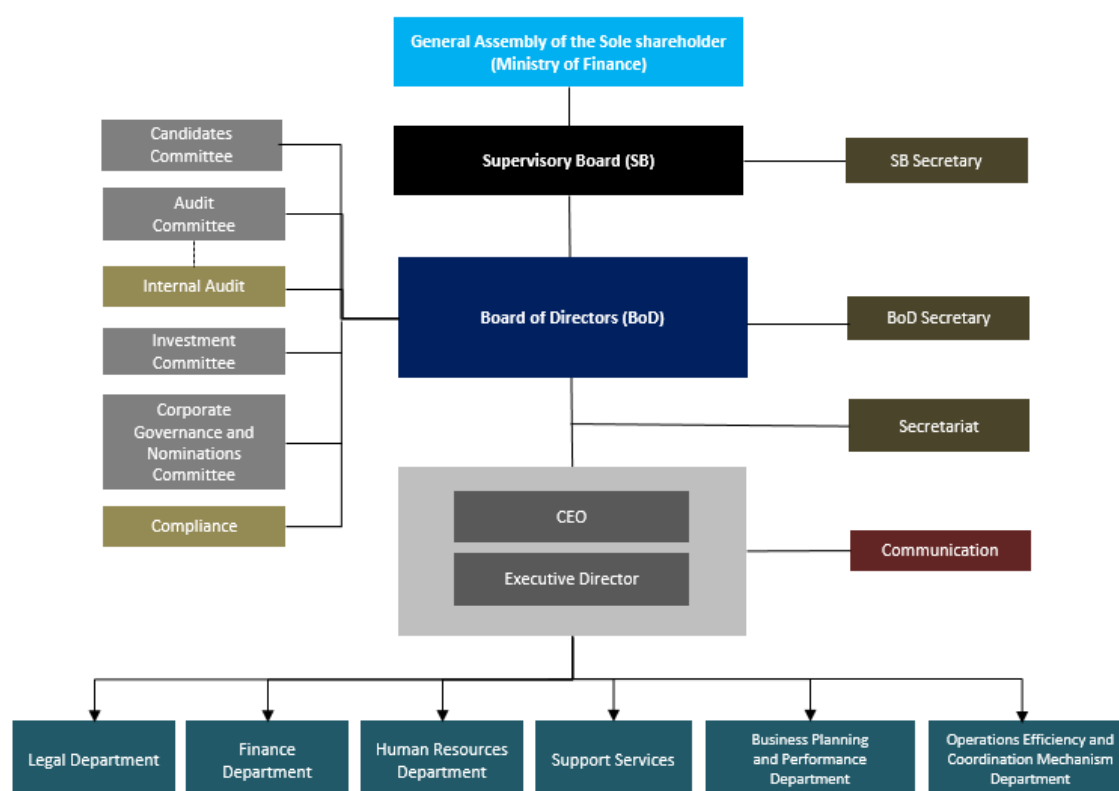 General Assembly of the Sole shareholder
(Ministry of Finance)
Candidates
Committee
Supervisory Board (SB)
SB Secretary
Audit
Committee
Internal Audit
Board of Directors (BoD)
BoD Secretary
Investment
Committee
Corporate
Governance and
Nominations
Committee
Secretariat
Compliance
CEO
Executive Director
Communication
Legal Department
Finance
Department
Human Resources
Department
Support Services
Business Planning
and Performance
Department
Operations Efficiency and
Coordination Mechanism
Department